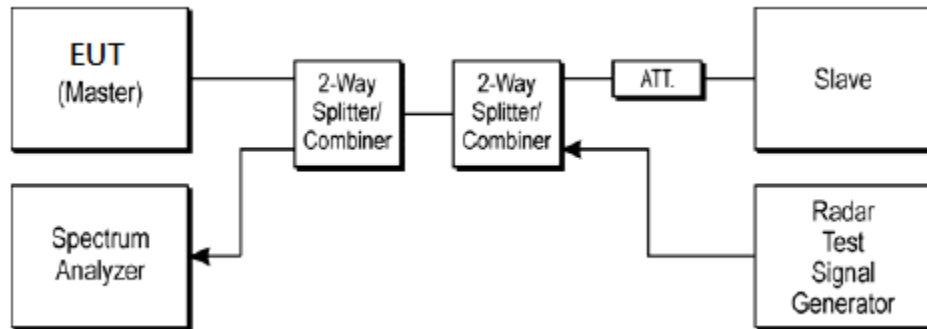 EUT
(Master)
2-Way
Splitter/
Combiner
2-Way
Splitter/
Combiner
ATT.
Slave
Spectrum
Analyzer
Radar
Test
Signal
Generator